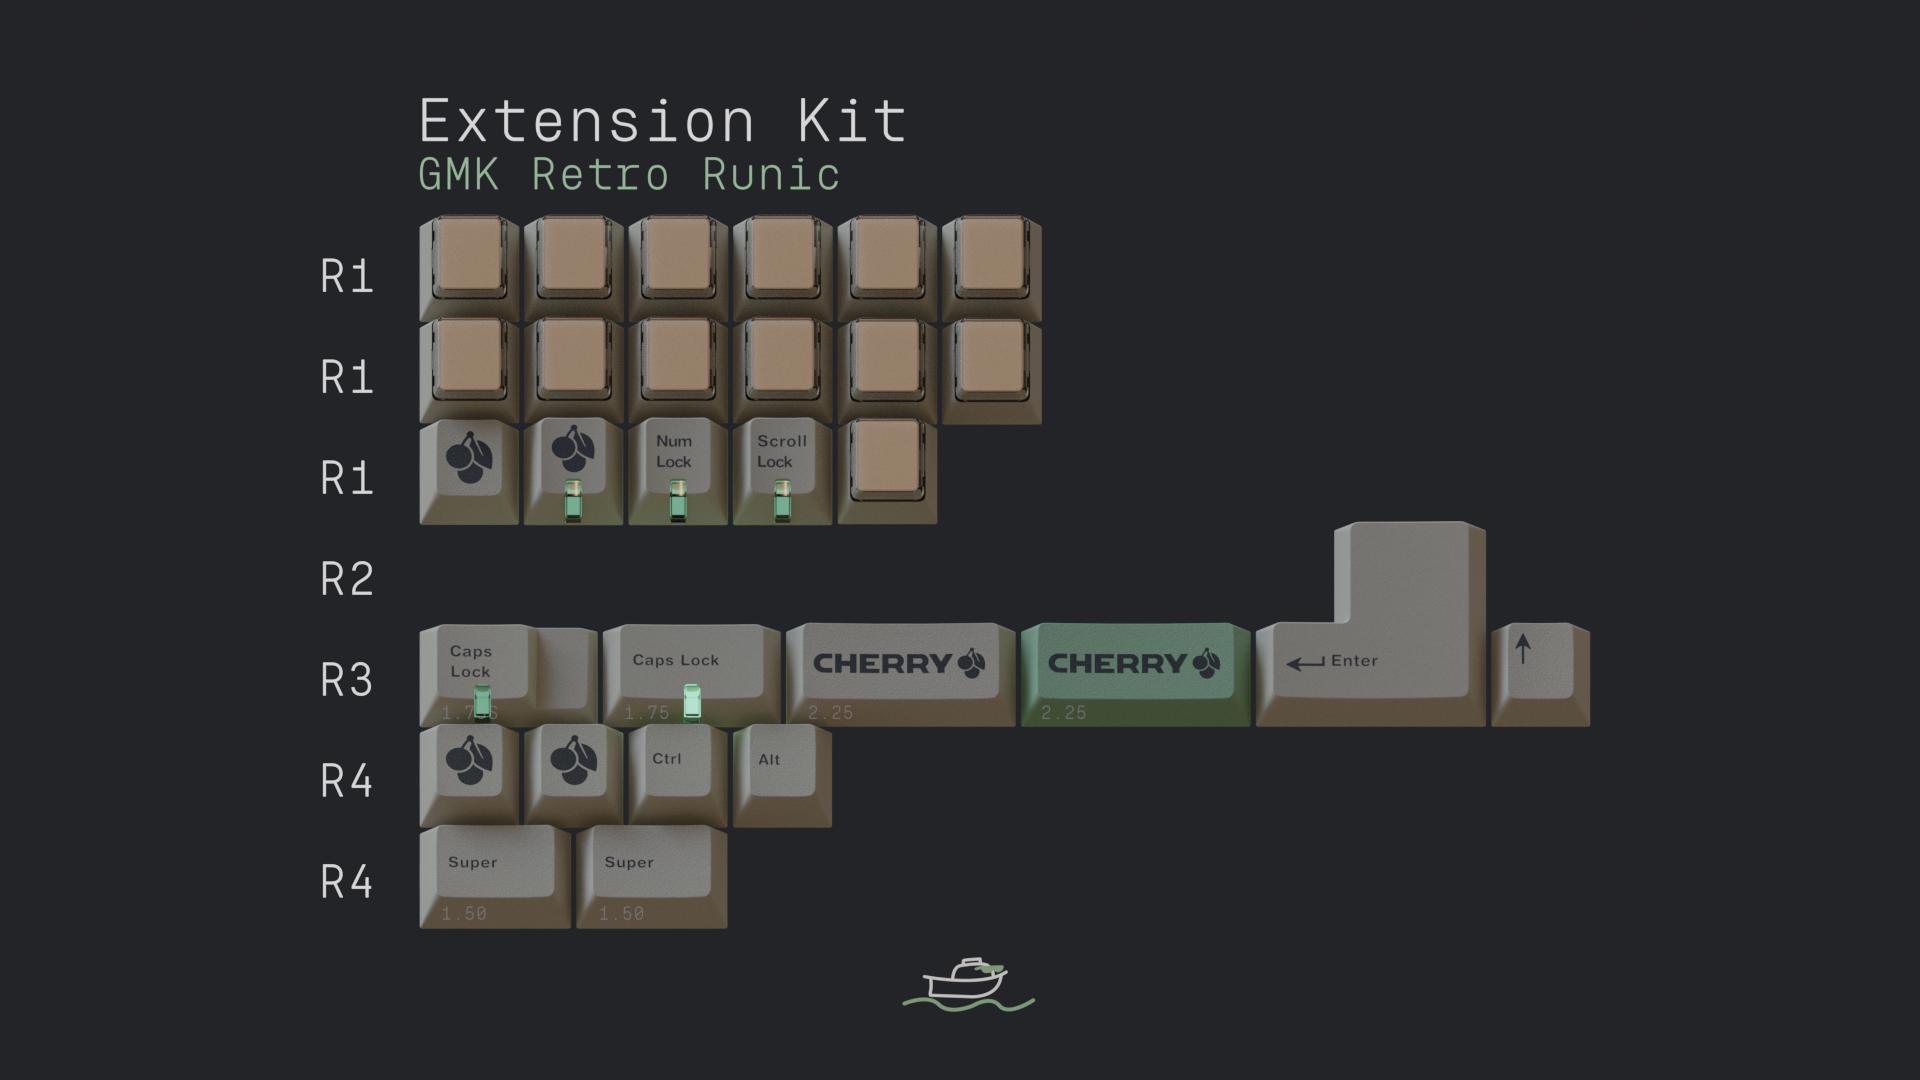 Extension Kit
GMK Retro Runic
R1
R1
R1
Num
Lock
Scroll
Lock
R2
R3
Caps
Lock
1.75S
Caps Lock
1.75
CHERRY
2.25
CHERRY
2.25
Enter
R4
Ctrl
Alt
R4
Super
1.50
Super
1.50